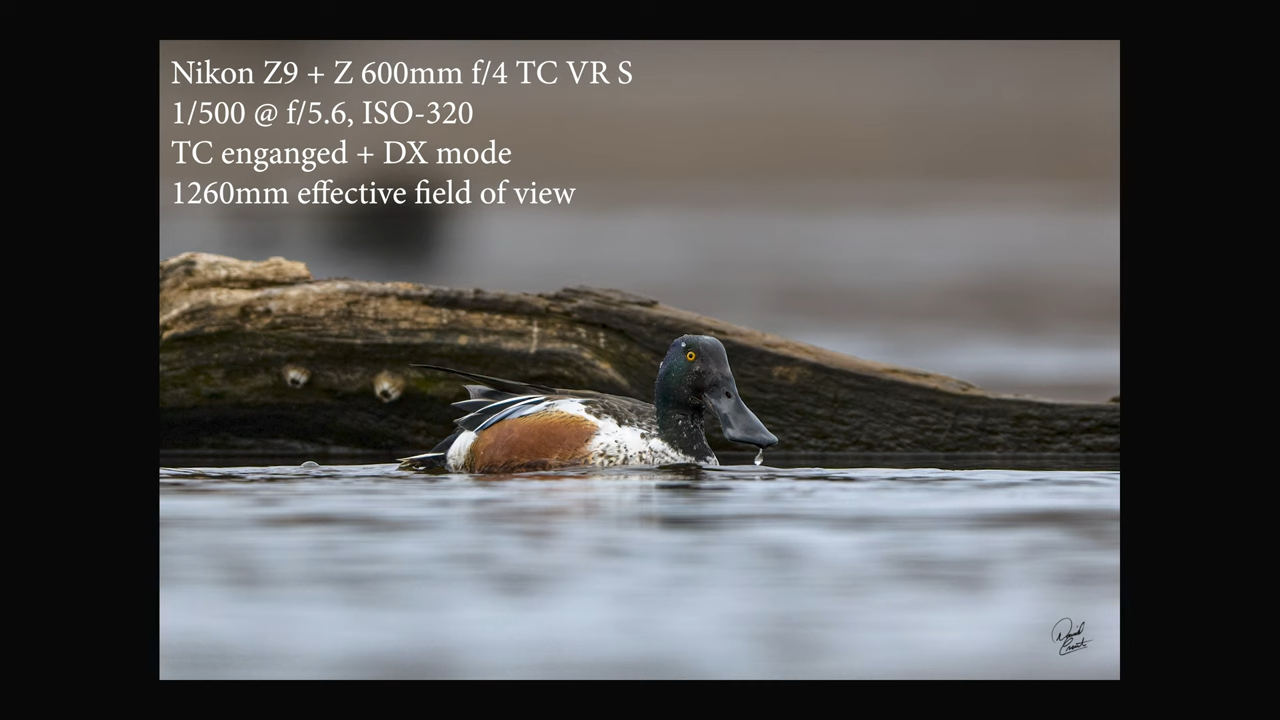 Nikon Z9 + Z 600mm f/4 TC VR S
1/500 @ f/5.6, ISO-320
TC enganged + DX mode
1260mm effective field of view